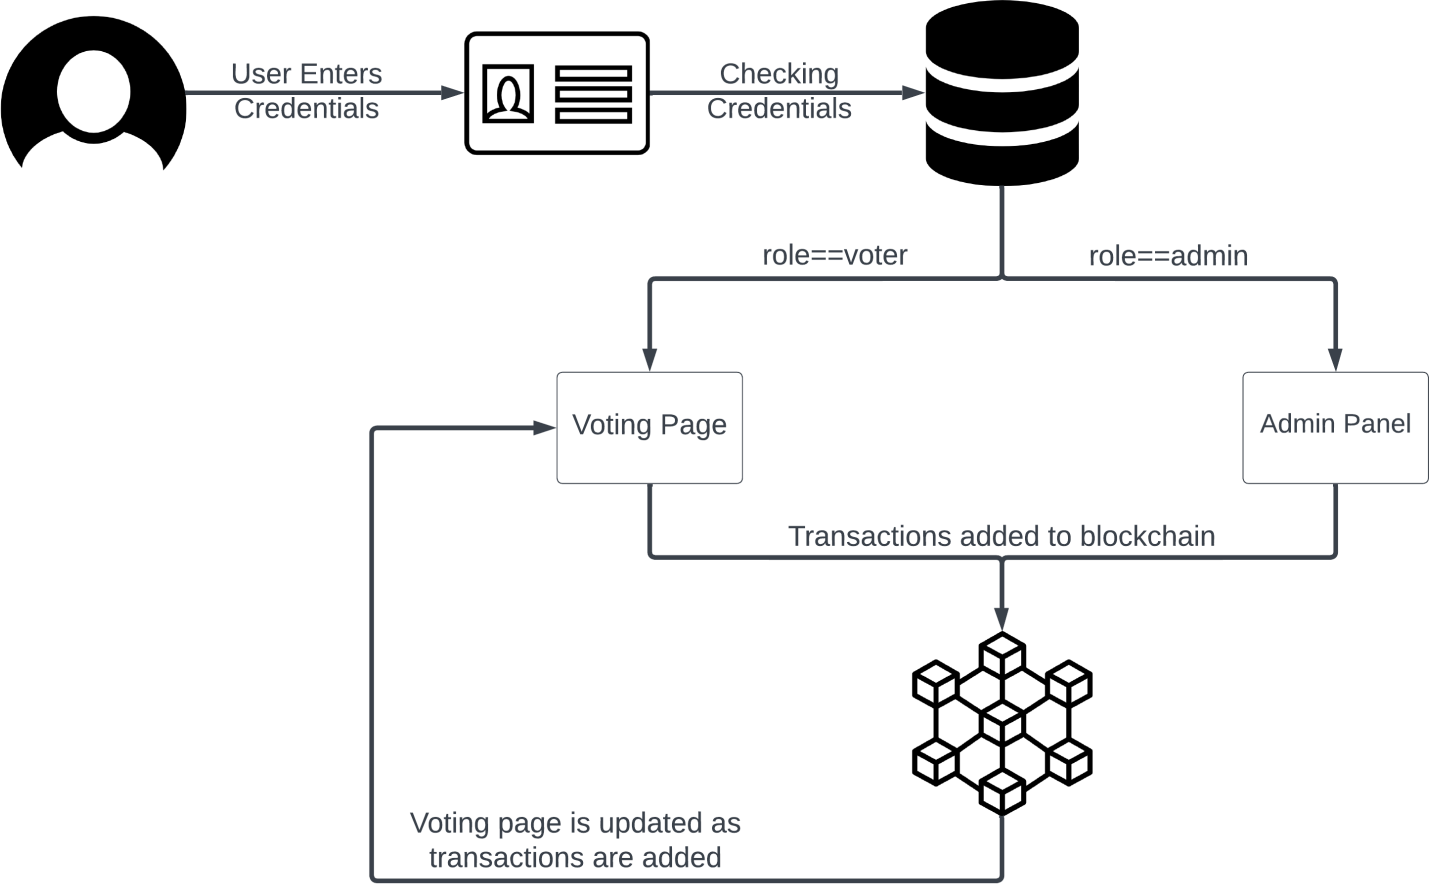 User Enters
Credentials
Checking
Credentials
role==voter
role==admin
Voting Page
Admin Panel
Transactions added to blockchain
Voting page is updated as
transactions are added